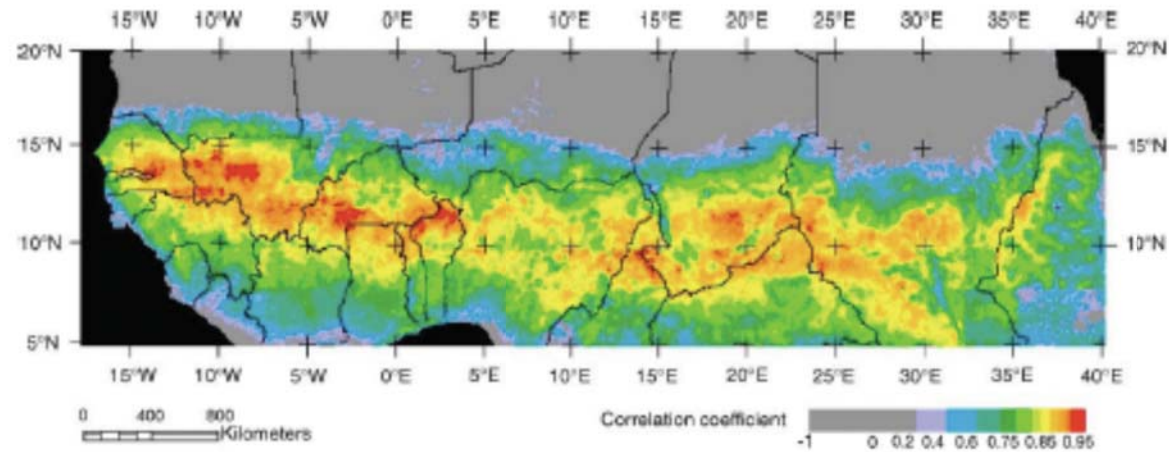 15°W 10°W 5°W 0°E 5°E 10°E 15°E 20°E 25°E 30°E 35°E 40°E
20°N 20°N
15°N 15°N
10°N 10°N
5°N 5°N
15°W 10°W 5°W 0°E 5°E 10°E 15°E 20°E 25°E 30°E 35°E 40°E
0 400 800
Kilometers
Correlation coefficient
-1 0 0.2 0.4 0.6 0.75 0.85 0.95